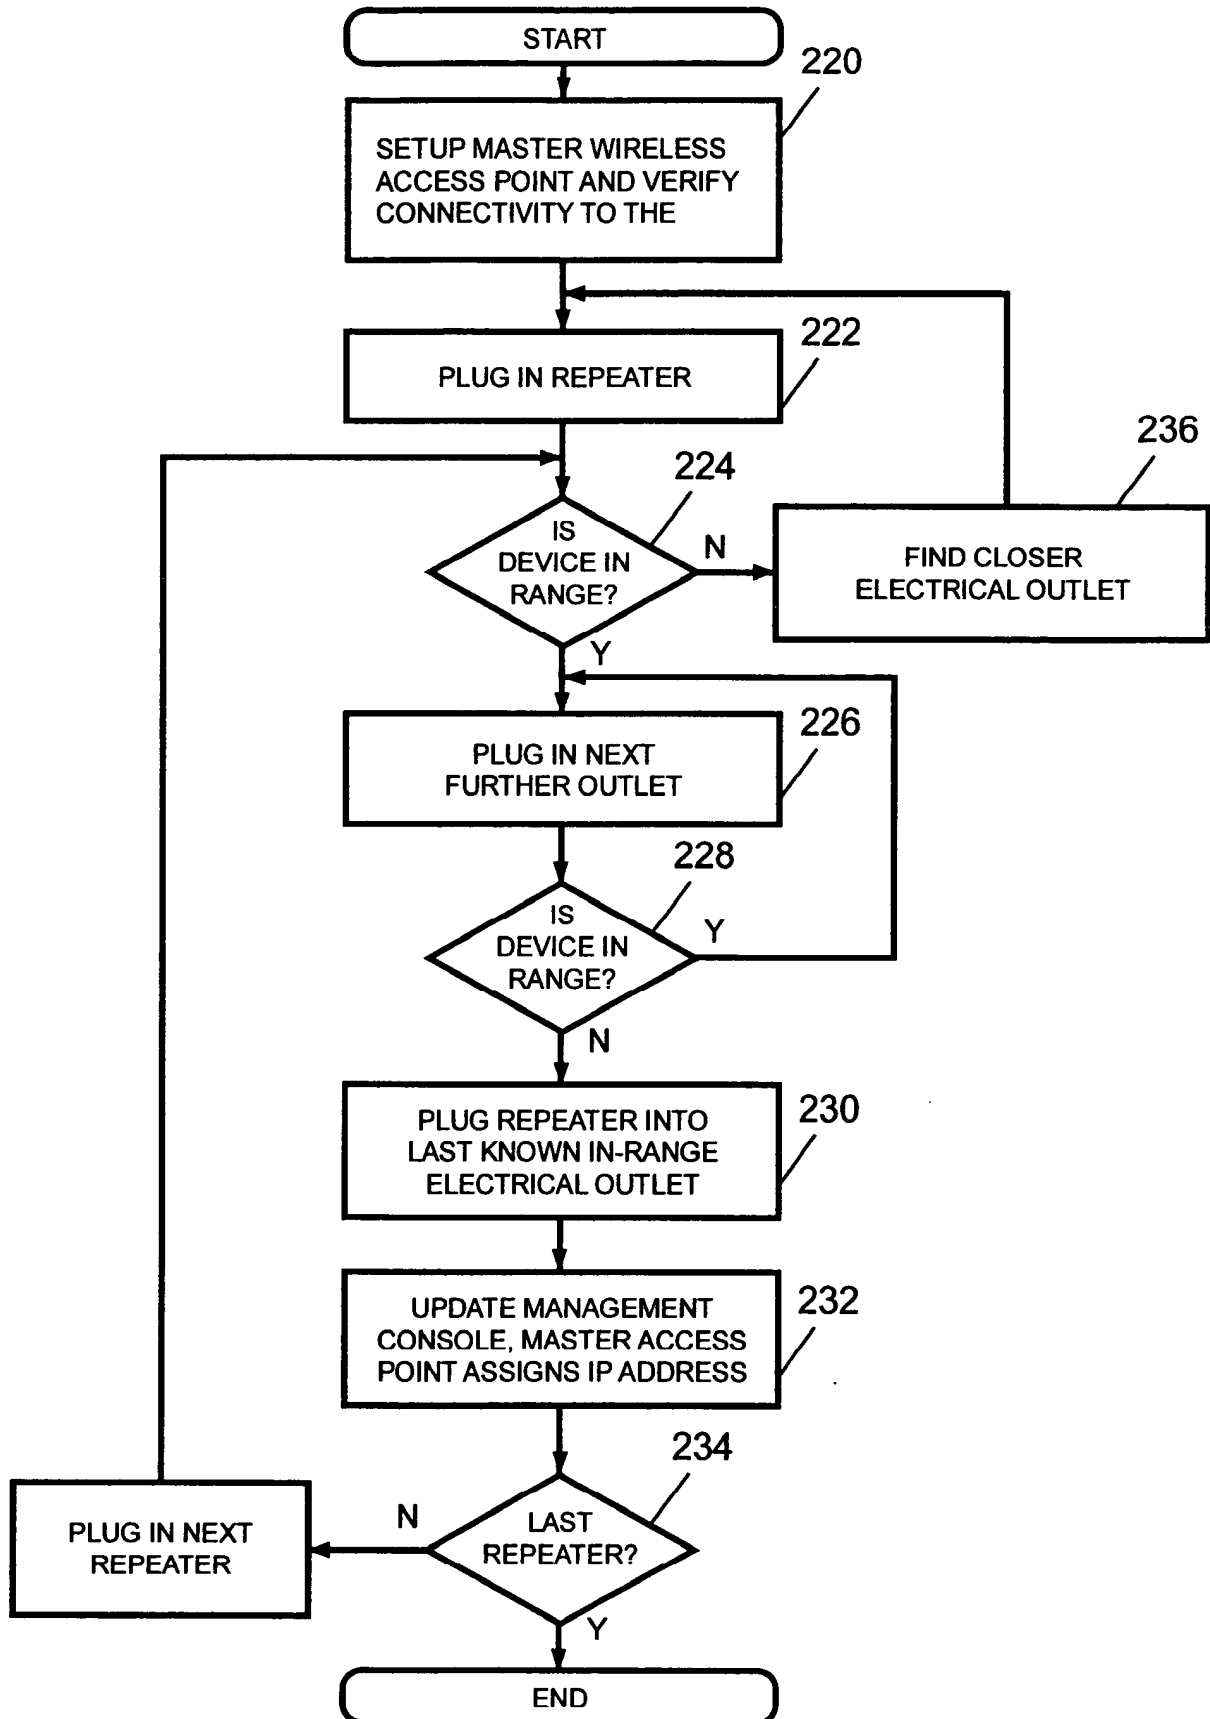 START
220
SETUP MASTER WIRELESS
ACCESS POINT AND VERIFY
CONNECTIVITY TO THE
222
PLUG IN REPEATER
224
IS
DEVICE IN
RANGE?
N
236
FIND CLOSER
ELECTRICAL OUTLET
Y
226
PLUG IN NEXT
FURTHER OUTLET
228
IS
DEVICE IN
RANGE?
Y
N
230
PLUG REPEATER INTO
LAST KNOWN IN-RANGE
ELECTRICAL OUTLET
232
UPDATE MANAGEMENT
CONSOLE, MASTER ACCESS
POINT ASSIGNS IP ADDRESS
234
LAST
REPEATER?
N
PLUG IN NEXT
REPEATER
Y
END